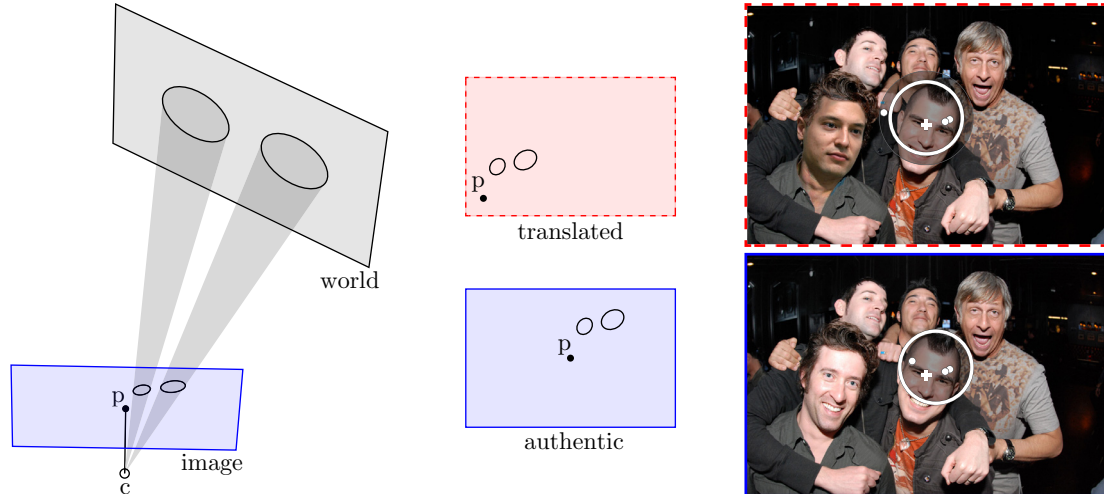 world
p
image
c
p
translated
p
authentic